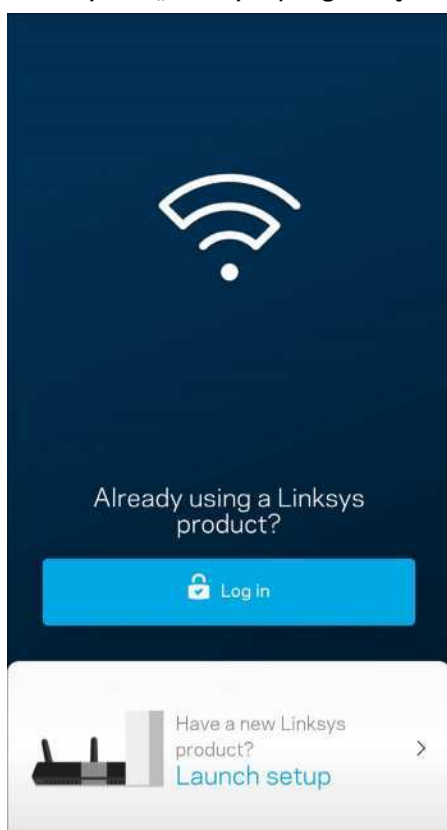 Already using a Linksys
product?
Log in
Have a new Linksys
product?
Launch setup